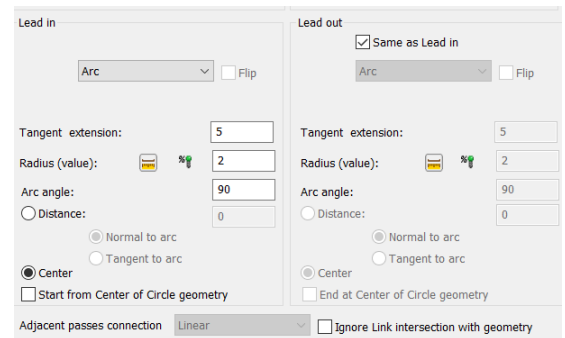 Lead in
Arc
Flip
Tangent extension:
5
Radius (value):
%
2
Arc angle:
90
Distance:
0
Normal to arc
Tangent to arc
Center
Start from Center of Circle geometry
Lead out
Same as Lead in
Arc
Flip
Tangent extension:
5
Radius (value):
%
2
Arc angle:
90
Distance:
0
Normal to arc
Tangent to arc
Center
End at Center of Circle geometry
Adjacent passes connection
Linear
Ignore Link intersection with geometry